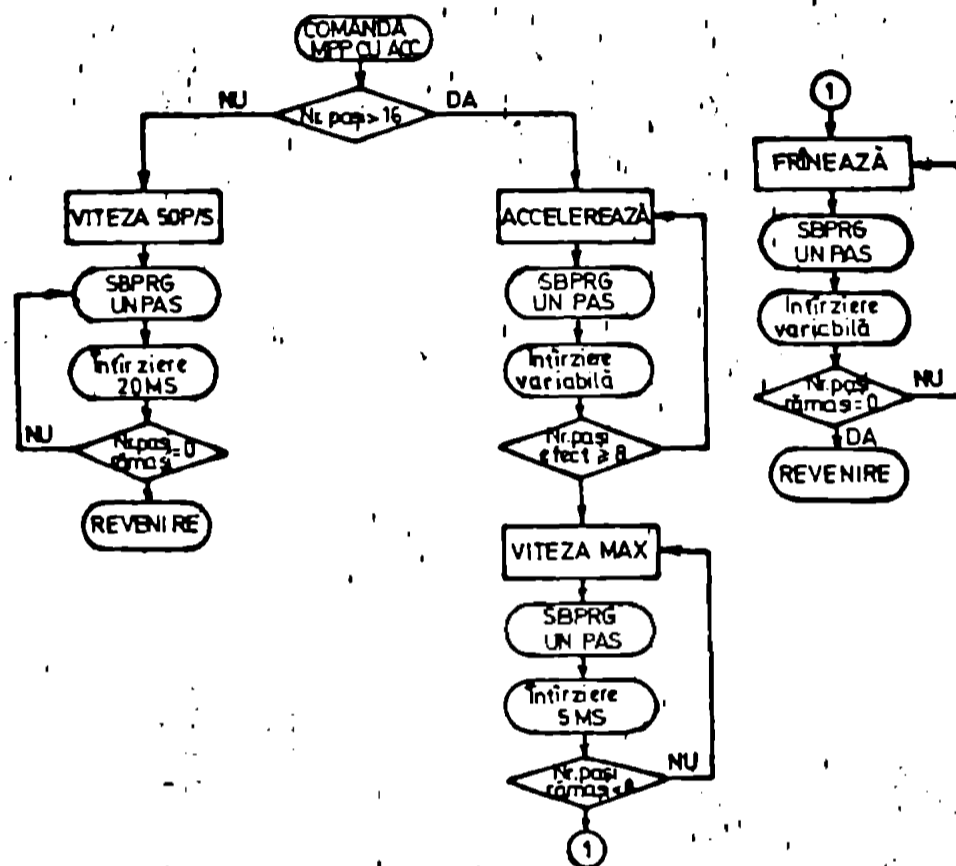 COMANDA
MPP CU ACC
NU
Nr. pași > 16
DA
VITEZA 50P/S
SBPRG
UN PAS
Întîrziere
20MS
NU
Nr. pași
rămași = 0
REVENIRE
ACCELEREAZĂ
SBPRG
UN PAS
Întîrziere
variabilă
Nr. pași
efect ≥ 8
VITEZA MAX
SBPRG
UN PAS
Întîrziere
5 MS
Nr. pași
rămași
NU
1
1
FRÎNEAZĂ
SBPRG
UN PAS
Intîrziere
variabilă
Nr. pași
rămași = 0
NU
DA
REVENIRE